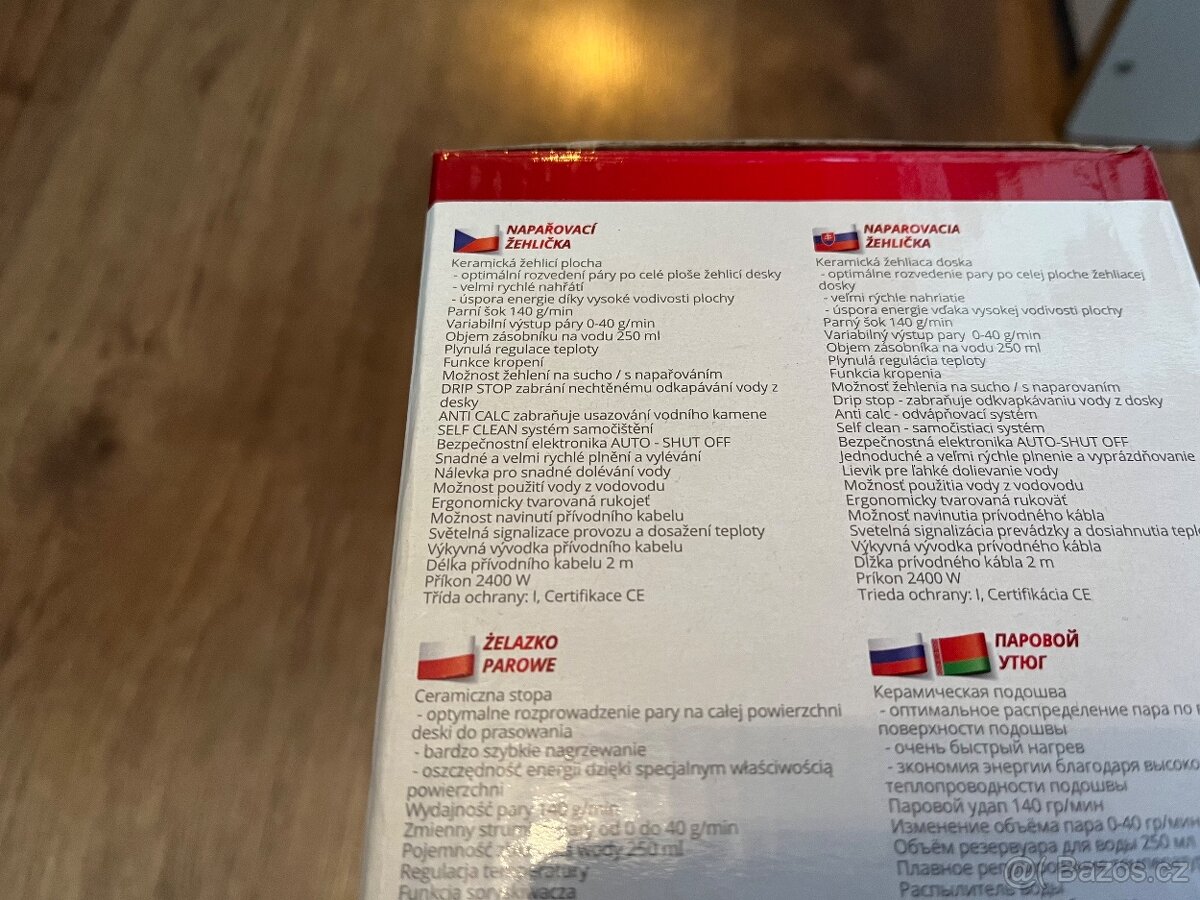 NAPAŘOVACÍ
ŽEHLIČKA
Keramická žehlicí plocha
- optimální rozvedení páry po celé ploše žehlicí desky
- velmi rychlé nahřátí
- úspora energie díky vysoké vodivosti plochy
Parní šok 140 g/min
Variabilní výstup páry 0-40 g/min
Objem zásobníku na vodu 250 ml
Plynulá regulace teploty
Funkce kropení
Možnost žehlení na sucho / s napařováním
DRIP STOP zabrání nechtěnému odkapávání vody z
desky
ANTI CALC zabraňuje usazování vodního kamene
SELF CLEAN systém samočištění
Bezpečnostní elektronika AUTO - SHUT OFF
Snadné a velmi rychlé plnění a vylévání
Nálevka pro snadné dolévání vody
Možnost použití vody z vodovodu
Ergonomicky tvarovaná rukojeť
Možnost navinutí přívodního kabelu
Světelná signalizace provozu a dosažení teploty
Výkyvná vývodka přívodního kabelu
Délka přívodního kabelu 2 m
Příkon 2400 W
Třída ochrany: I, Certifikace CE
NAPAROVACIA
ŽEHLIČKA
Keramická žehliaca doska
- optimálne rozvedenie pary po celej ploche žehliacej
dosky
- veľmi rýchle nahriatie
- úspora energie vďaka vysokej vodivosti plochy
Parný šok 140 g/min
Variabilný výstup pary 0-40 g/min
Objem zásobníka na vodu 250 ml
Plynulá regulácia teploty
Funkcia kropenia
Možnosť žehlenia na sucho / s naparovaním
Drip stop - zabraňuje odkvapkávaniu vody z dosky
Anti calc - odvápňovací systém
Self clean - samočistiaci systém
Bezpečnostná elektronika AUTO-SHUT OFF
Jednoduché a veľmi rýchle plnenie a vyprázdňovanie
Lievik pre ľahké dolievanie vody
Možnosť použitia vody z vodovodu
Ergonomicky tvarovaná rukoväť
Možnosť navinutia prívodného kábla
Svetelná signalizácia prevádzky a dosiahnutia
Výkyvná vývodka prívodného kábla
Dĺžka prívodného kábla 2 m
Príkon 2400 W
Trieda ochrany: I, Certifikácia CE
ŻELAZKO
PAROWE
Ceramiczna stopa
- optymalne rozprowadzenie pary na całej powierzchni
deski do prasowania
- bardzo szybkie nagrzewanie
- oszczędność energii dzięki specjalnym właściwością
powierzchni
Wydajność pary 140 g/min
Zmienny od 0 do 40 g/min
Pojemność wody 250 ml
Regulacja temperatury
Funkcja
ПАРОВОЙ
УТЮГ
Керамическая подошва
- оптимальное распределение пара по
поверхности подошвы
- очень быстрый нагрев
- экономия энергии благодаря
теплопроводности подошвы
Паровой удап 140 гр/мин
Изменение объёма пара 0-40 гр/мин
Объём резервуара для воды 250 мл
Плавное
Распылитель воды
@ Bazos.cz